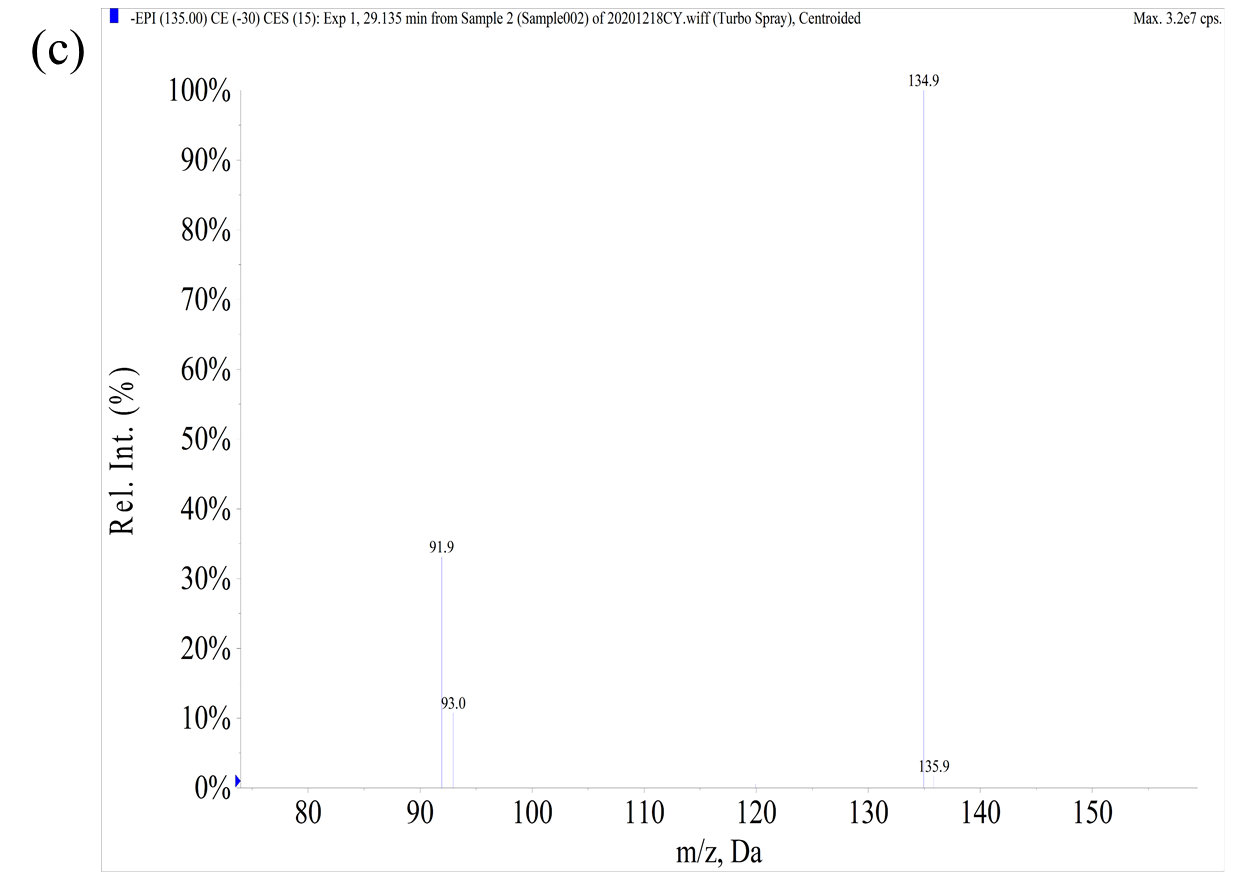 (c)
-EPI (135.00) CE (-30) CES (15): Exp 1, 29.135 min from Sample 2 (Sample002) of 20201218CY.wiff (Turbo Spray), Centroided
Max. 3.2e7 cps.
134.9
100%
90%
80%
70%
60%
50%
40%
91.9
30%
20%
93.0
10%
135.9
0%
Rel. Int. (%)
80 90 100 110 120 130 140 150
m/z, Da